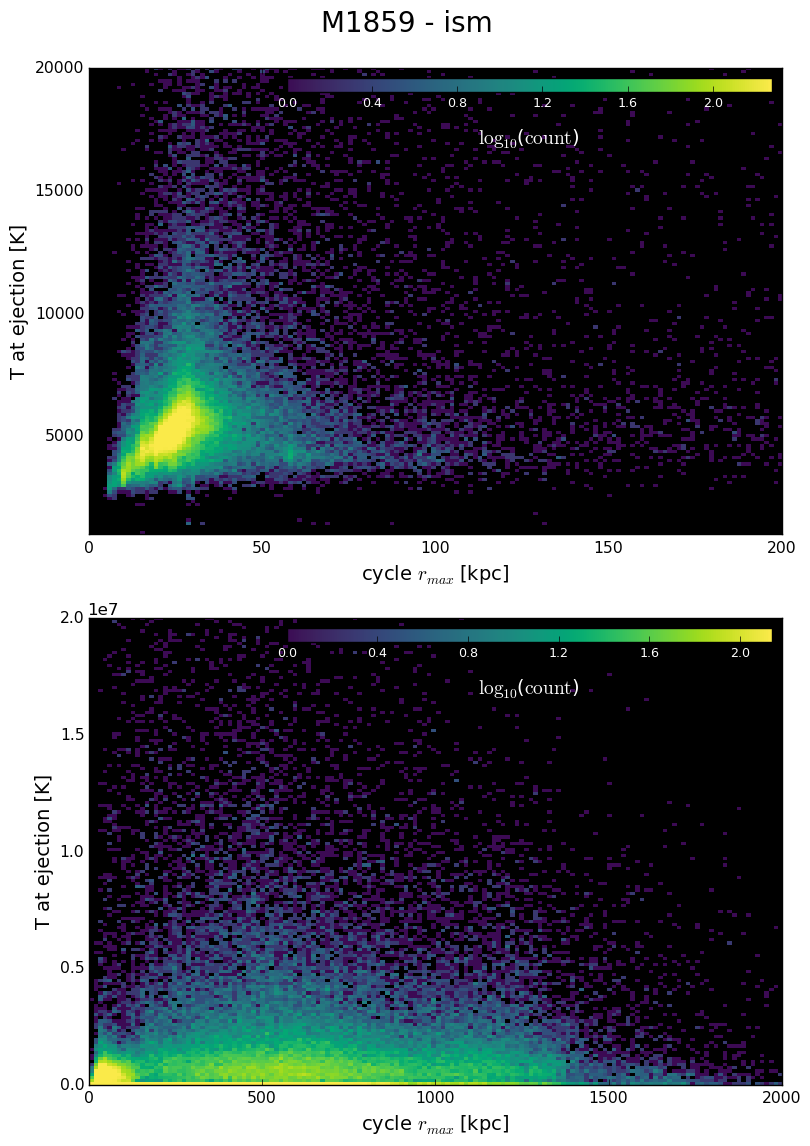 M1859 - ism
20000
15000
10000
5000
T at ejection [K]
0.0 0.4 0.8 1.2 1.6 2.0
log10(count)
0 50 100 150 200
cycle rmax [kpc]
1e7
2.0
1.5
1.0
0.5
0.0
T at ejection [K]
0.0 0.4 0.8 1.2 1.6 2.0
log10(count)
0 500 1000 1500 2000
cycle rmax [kpc]